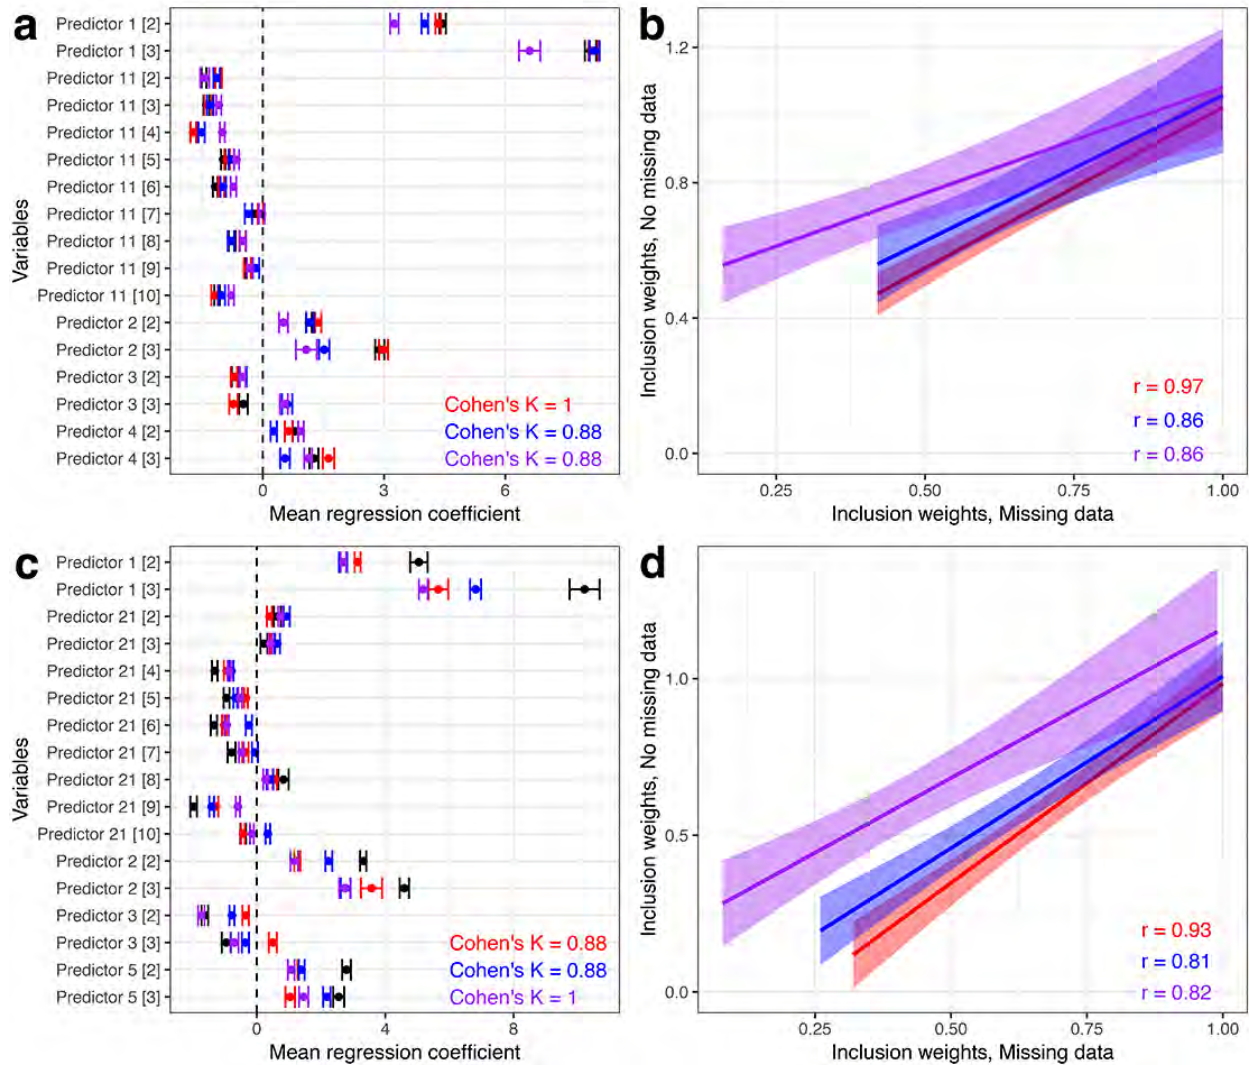 a
Variables
Predictor 1 [2]
Predictor 1 [3]
Predictor 11 [2]
Predictor 11 [3]
Predictor 11 [4]
Predictor 11 [5]
Predictor 11 [6]
Predictor 11 [7]
Predictor 11 [8]
Predictor 11 [9]
Predictor 11 [10]
Predictor 2 [2]
Predictor 2 [3]
Predictor 3 [2]
Predictor 3 [3]
Predictor 4 [2]
Predictor 4 [3]
Cohen's K = 1
Cohen's K = 0.88
Cohen's K = 0.88
0 3 6
Mean regression coefficient
b
Inclusion weights, No missing data
1.2
0.8
0.4
0.0
r = 0.97
r = 0.86
r = 0.86
0.25 0.50 0.75 1.00
Inclusion weights, Missing data
c
Variables
Predictor 1 [2]
Predictor 1 [3]
Predictor 21 [2]
Predictor 21 [3]
Predictor 21 [4]
Predictor 21 [5]
Predictor 21 [6]
Predictor 21 [7]
Predictor 21 [8]
Predictor 21 [9]
Predictor 21 [10]
Predictor 2 [2]
Predictor 2 [3]
Predictor 3 [2]
Predictor 3 [3]
Predictor 5 [2]
Predictor 5 [3]
Cohen's K = 0.88
Cohen's K = 0.88
Cohen's K = 1
0 4 8
Mean regression coefficient
d
Inclusion weights, No missing data
1.0
0.5
0.0
r = 0.93
r = 0.81
r = 0.82
0.25 0.50 0.75 1.00
Inclusion weights, Missing data